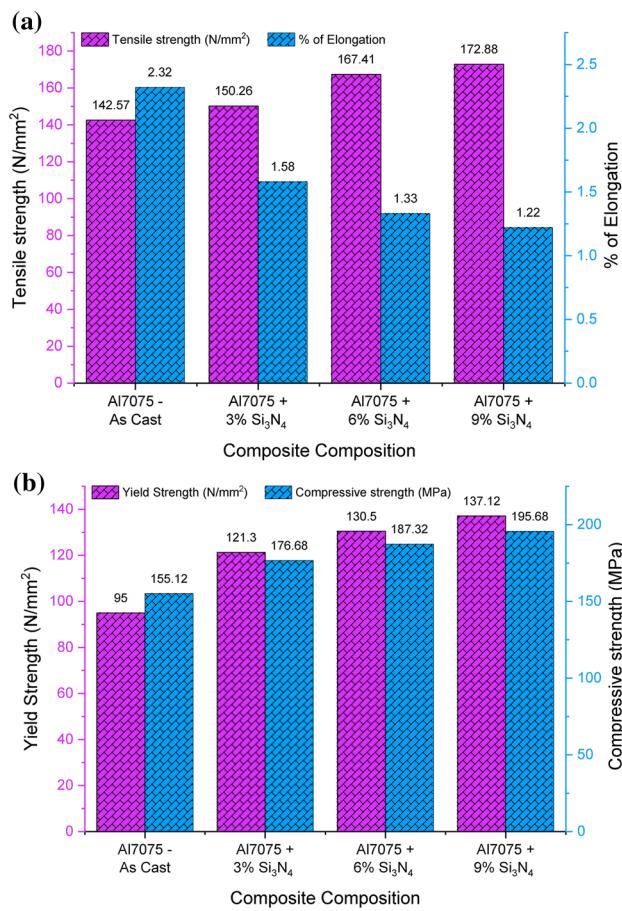 (a)
Tensile strength (N/mm²)
% of Elongation
180
160
140
120
100
80
60
40
20
0
Tensile strength (N/mm²)
142.57
2.32
150.26
1.58
167.41
1.33
172.88
1.22
2.5
2.0
1.5
1.0
0.5
0.0
% of Elongation
Al7075 - As Cast
Al7075 + 3% Si₃N₄
Al7075 + 6% Si₃N₄
Al7075 + 9% Si₃N₄
Composite Composition
(b)
Yield Strength (N/mm²)
Compressive strength (MPa)
140
120
100
80
60
40
20
0
Yield Strength (N/mm²)
95
155.12
121.3
176.68
130.5
187.32
137.12
195.68
200
150
100
50
0
Compressive strength (MPa)
Al7075 - As Cast
Al7075 + 3% Si₃N₄
Al7075 + 6% Si₃N₄
Al7075 + 9% Si₃N₄
Composite Composition